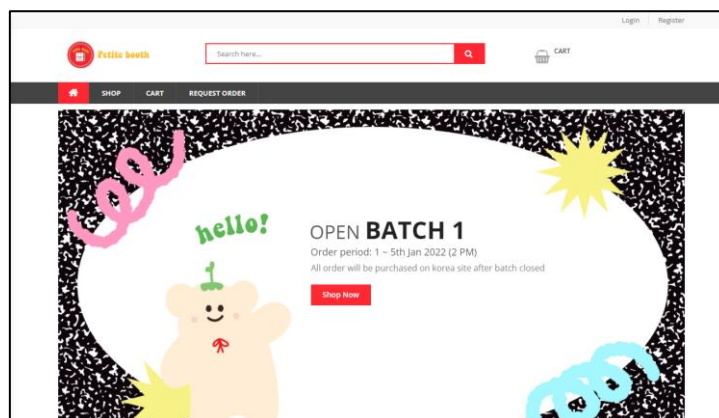 Login Register
Petite booth
Search here...
CART
SHOP CART REQUEST ORDER
hello!
OPEN BATCH 1
Order period: 1 ~ 5th Jan 2022 (2 PM)
All order will be purchased on korea site after batch closed
Shop Now